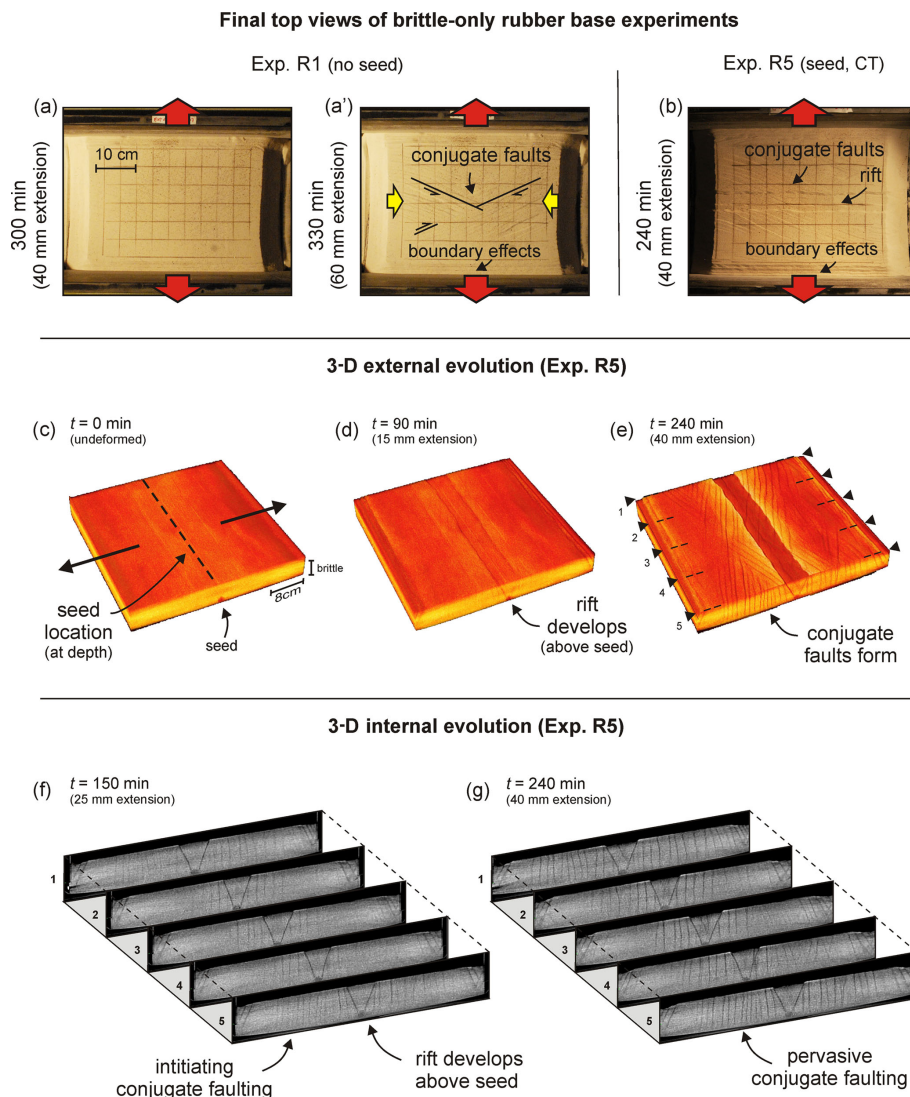 Final top views of brittle-only rubber base experiments
Exp. R1 (no seed)
Exp. R5 (seed, CT)
(a)
300 min
(40 mm extension)
10 cm
(a')
330 min
(60 mm extension)
conjugate faults
boundary effects
(b)
240 min
(40 mm extension)
conjugate faults
rift
boundary effects
3-D external evolution (Exp. R5)
(c)
t = 0 min
(undeformed)
brittle
8cm
seed
location
(at depth)
seed
(d)
t = 90 min
(15 mm extension)
rift
develops
(above seed)
(e)
t = 240 min
(40 mm extension)
1
2
3
4
5
conjugate
faults form
3-D internal evolution (Exp. R5)
(f)
t = 150 min
(25 mm extension)
1
2
3
4
5
intitiating
conjugate faulting
rift develops
above seed
(g)
t = 240 min
(40 mm extension)
1
2
3
4
5
pervasive
conjugate faulting